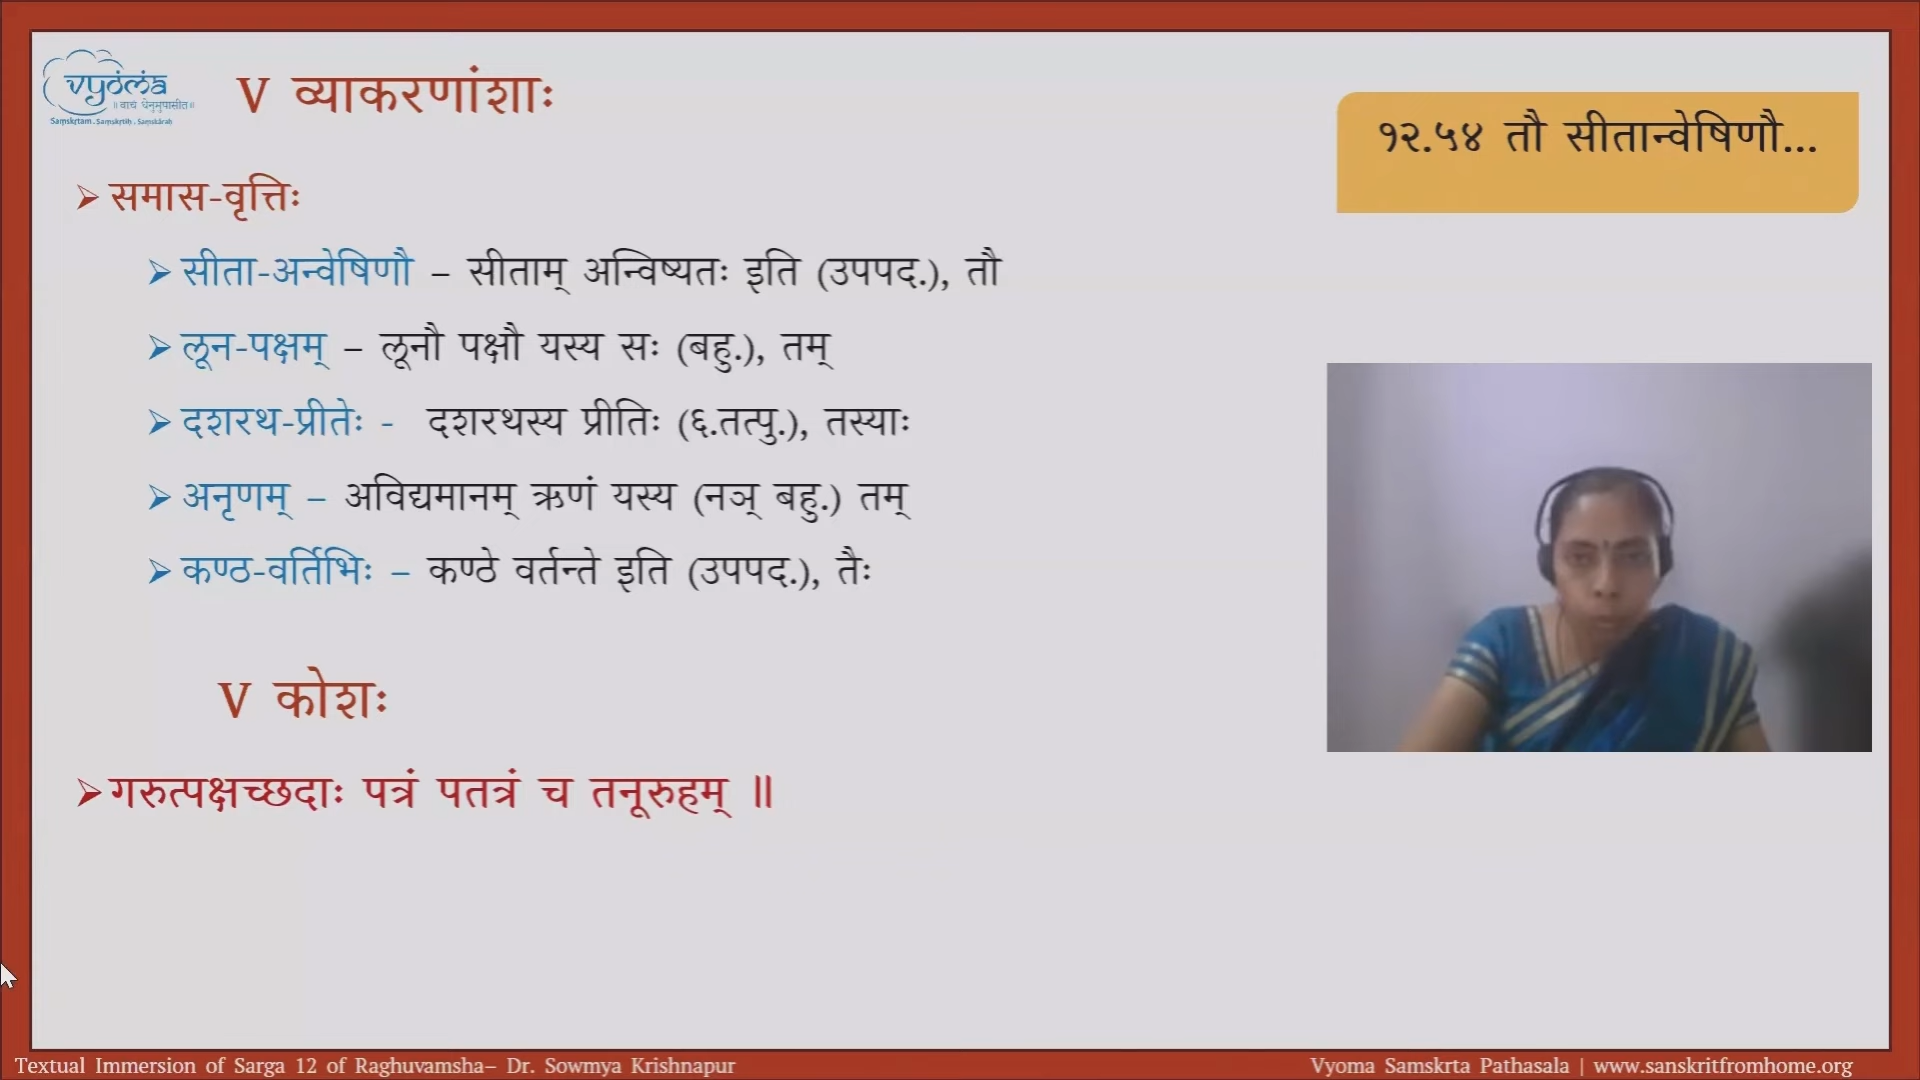 vyoma
॥ वाचं धेनुमुपासीत॥
Saṃskṛtam . Saṃskṛtiḥ . Saṃskāraḥ
V व्याकरणांशाः
१२.५४ तौ सीतान्वेषिणौ...
समास-वृत्तिः
सीता-अन्वेषिणौ – सीताम् अन्विष्यतः इति (उपपद.), तौ
लून-पक्षम् – लूनौ पक्षौ यस्य सः (बहु.), तम्
दशरथ-प्रीतेः - दशरथस्य प्रीतिः (६.तत्पु.), तस्याः
अनृणम् – अविद्यमानम् ऋणं यस्य (नञ् बहु.) तम्
कण्ठ-वर्तिभिः – कण्ठे वर्तन्ते इति (उपपद.), तैः
V कोशः
गरुत्पक्षच्छदाः पत्रं पतत्रं च तनूरुहम् ॥
Textual Immersion of Sarga 12 of Raghuvamsha– Dr. Sowmya Krishnapur
Vyoma Samskrta Pathasala | www.sanskritfromhome.org